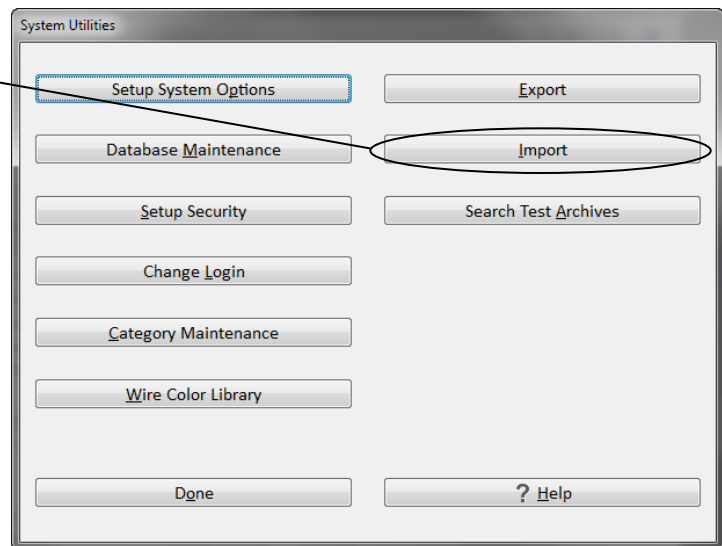 System Utilities
Setup System Options
Export
Database Maintenance
Import
Setup Security
Search Test Archives
Change Login
Category Maintenance
Wire Color Library
Done
? Help